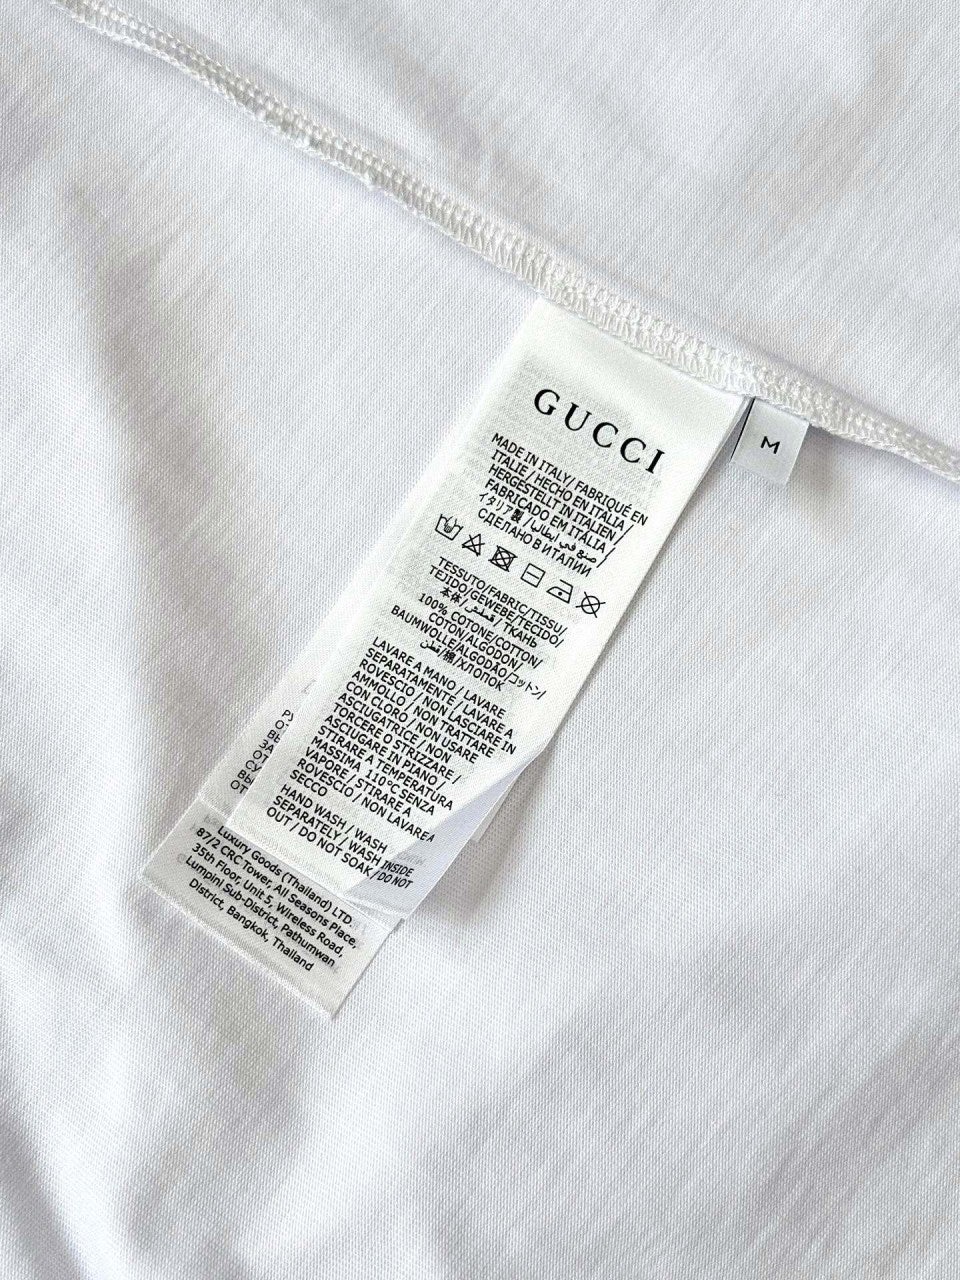 GUCCI
M
MADE IN ITALY/ FABRIQUÉ EN
ITALIE / HECHO EN ITALIA /
HERGESTELLT IN ITALIEN /
FABRICADO EM ITÁLIA /
イタリア製 / صنع في ايطاليا/
СДЕЛАНО В ИТАЛИИ
TESSUTO/FABRIC/TISSU/
TEJIDO/GEWEBE/TECIDO/
本体/ قماش / ТКАНЬ
100% COTONE/COTTON/
COTON/ALGODON/
BAUMWOLLE/ALGODÃO/コットン/
قطن/棉/ХЛОПОК
LAVARE A MANO / LAVARE
SEPARATAMENTE / LAVARE A
ROVESCIO / NON LASCIARE IN
AMMOLLO / NON TRATTARE
CON CLORO / NON USARE
ASCIUGATRICE / NON
TORCERE O STRIZZARE /
ASCIUGARE IN PIANO /
STIRARE A TEMPERATURA
MASSIMA 110°C SENZA
VAPORE / STIRARE A
ROVESCIO / NON LAVARE A
SECCO
HAND WASH / WASH
SEPARATELY / WASH INSIDE
OUT / DO NOT SOAK / DO NOT
Luxury Goods (Thailand) LTD.
87/2 CRC Tower, All Seasons Place,
35th Floor, Unit 5, Wireless Road,
Lumpini Sub-District, Pathumwan
District, Bangkok, Thailand